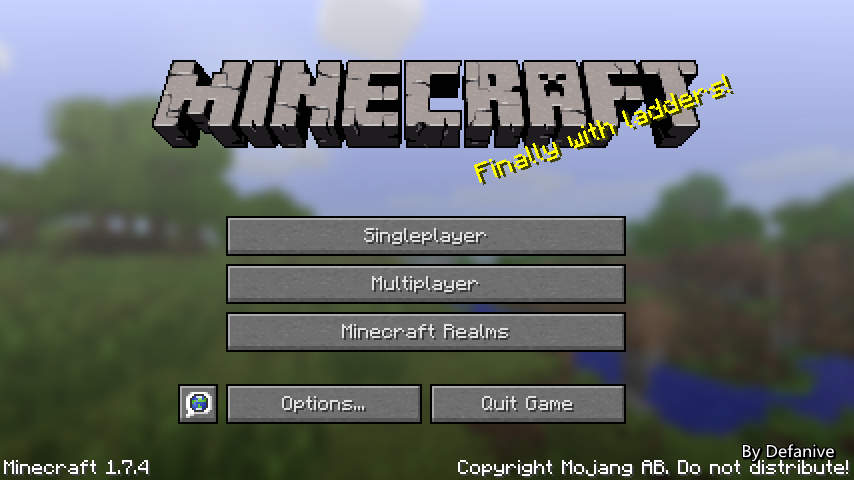 MINECRAFT
Finally with ladders!
Singleplayer
Multiplayer
Minecraft Realms
Options...
Quit Game
By Defanive
Minecraft 1.7.4
Copyright Mojang AB. Do not distribute!